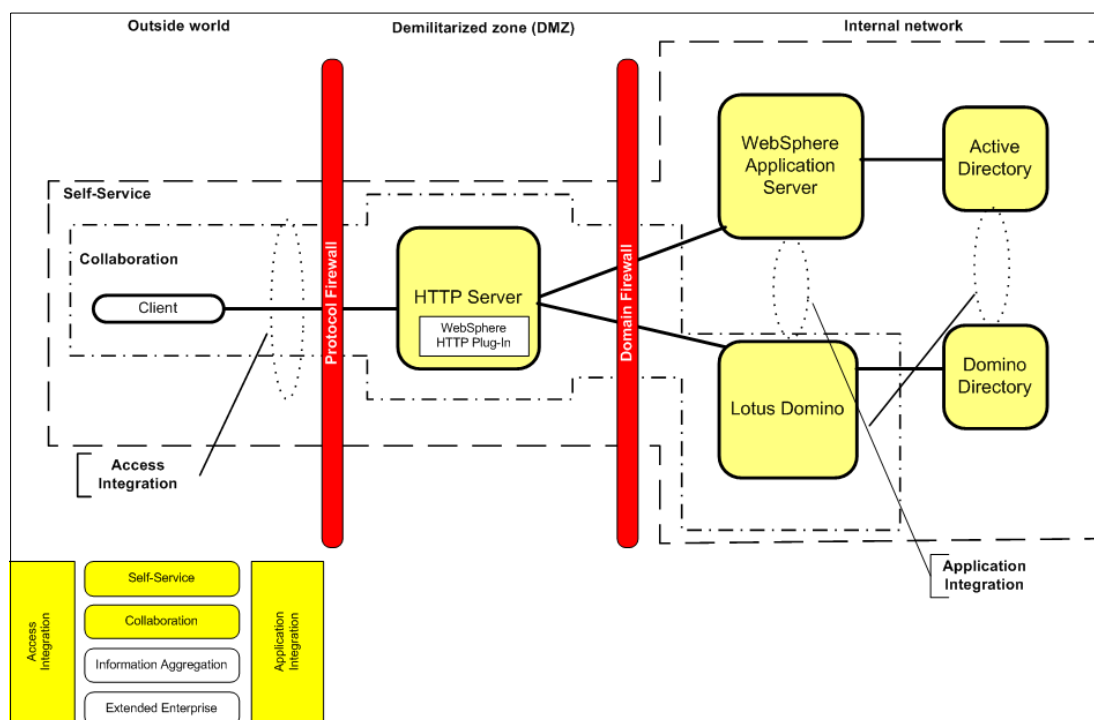 Outside world
Demilitarized zone (DMZ)
Internal network
Self-Service
Collaboration
Client
Protocol Firewall
HTTP Server
WebSphere
HTTP Plug-In
Domain Firewall
WebSphere
Application
Server
Active
Directory
Lotus Domino
Domino
Directory
Access
Integration
Application
Integration
Access
Integration
Self-Service
Collaboration
Information Aggregation
Extended Enterprise
Application
Integration